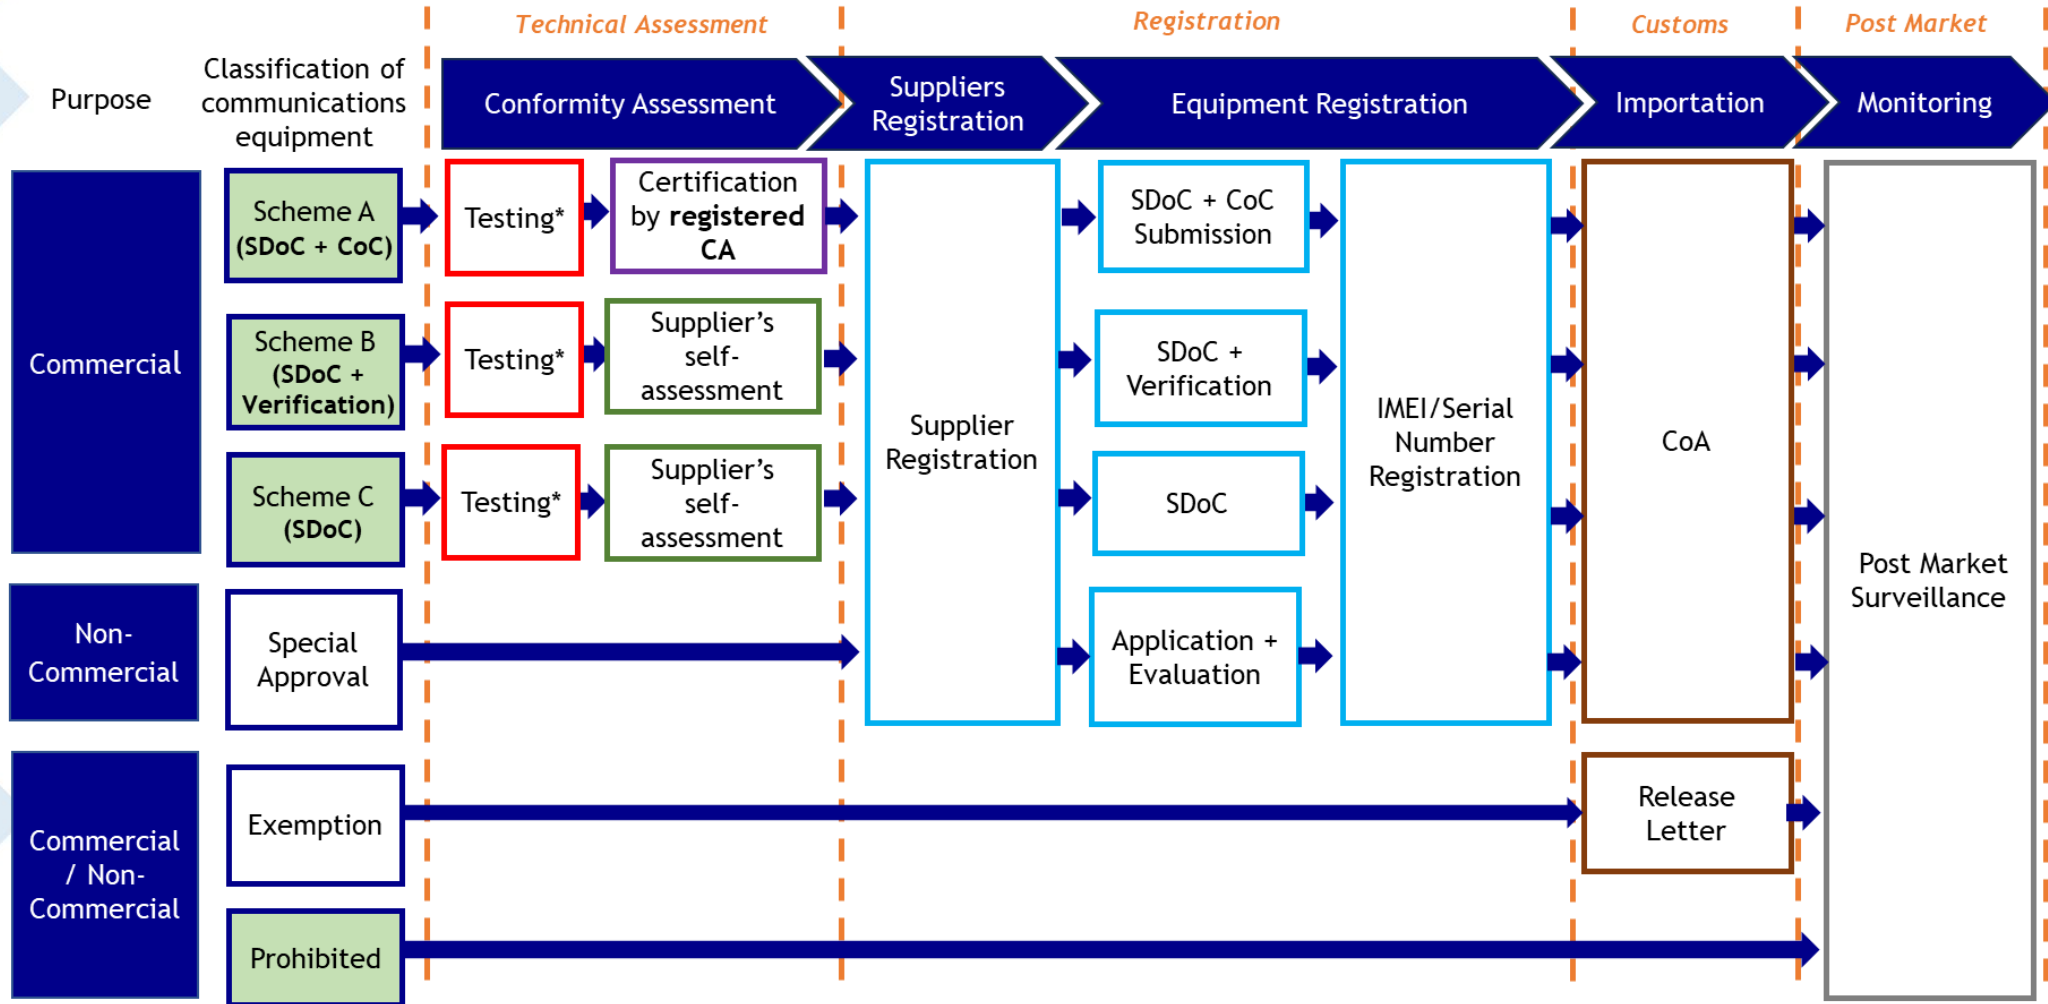 Technical Assessment
Registration
Customs
Post Market
Purpose
Classification of
communications
equipment
Conformity Assessment
Suppliers
Registration
Equipment Registration
Importation
Monitoring
Commercial
Scheme A
(SDoC + CoC)
Testing*
Certification
by registered
CA
Scheme B
(SDoC +
Verification)
Testing*
Supplier’s
self-
assessment
Scheme C
(SDoC)
Testing*
Supplier’s
self-
assessment
Supplier
Registration
SDoC + CoC
Submission
SDoC +
Verification
SDoC
Application +
Evaluation
IMEI/Serial
Number
Registration
CoA
Post Market
Surveillance
Non-
Commercial
Special
Approval
Commercial
/ Non-
Commercial
Exemption
Release
Letter
Prohibited